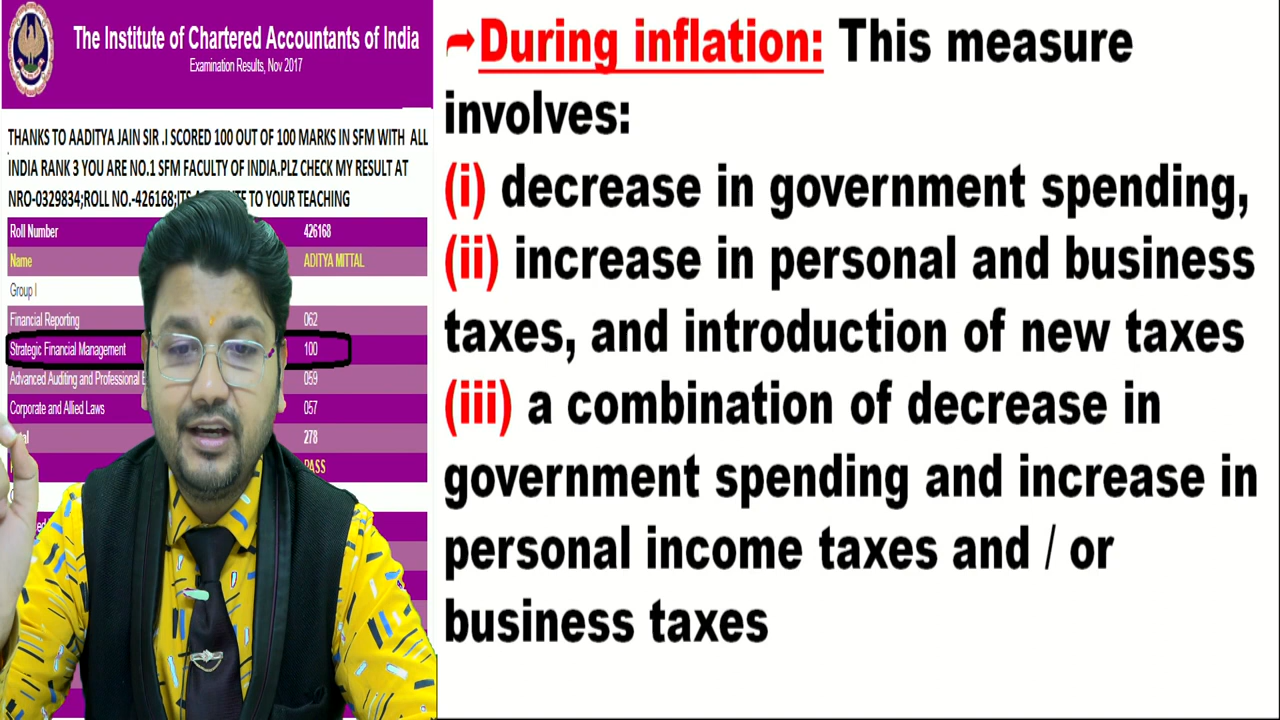 The Institute of Chartered Accountants of India
Examination Results, Nov 2017
THANKS TO AADITYA JAIN SIR .I SCORED 100 OUT OF 100 MARKS IN SFM WITH ALL
INDIA RANK 3 YOU ARE NO.1 SFM FACULTY OF INDIA.PLZ CHECK MY RESULT AT
NRO-0329834;ROLL NO.-426168;ITS TO YOUR TEACHING
Roll Number 426168
Name ADITYA MITTAL
Group I
Financial Reporting 062
Strategic Financial Management 100
Advanced Auditing and Professional 059
Corporate and Allied Laws 057
278
PASS
➦During inflation: This measure
involves:
(i) decrease in government spending,
(ii) increase in personal and business
taxes, and introduction of new taxes
(iii) a combination of decrease in
government spending and increase in
personal income taxes and / or
business taxes